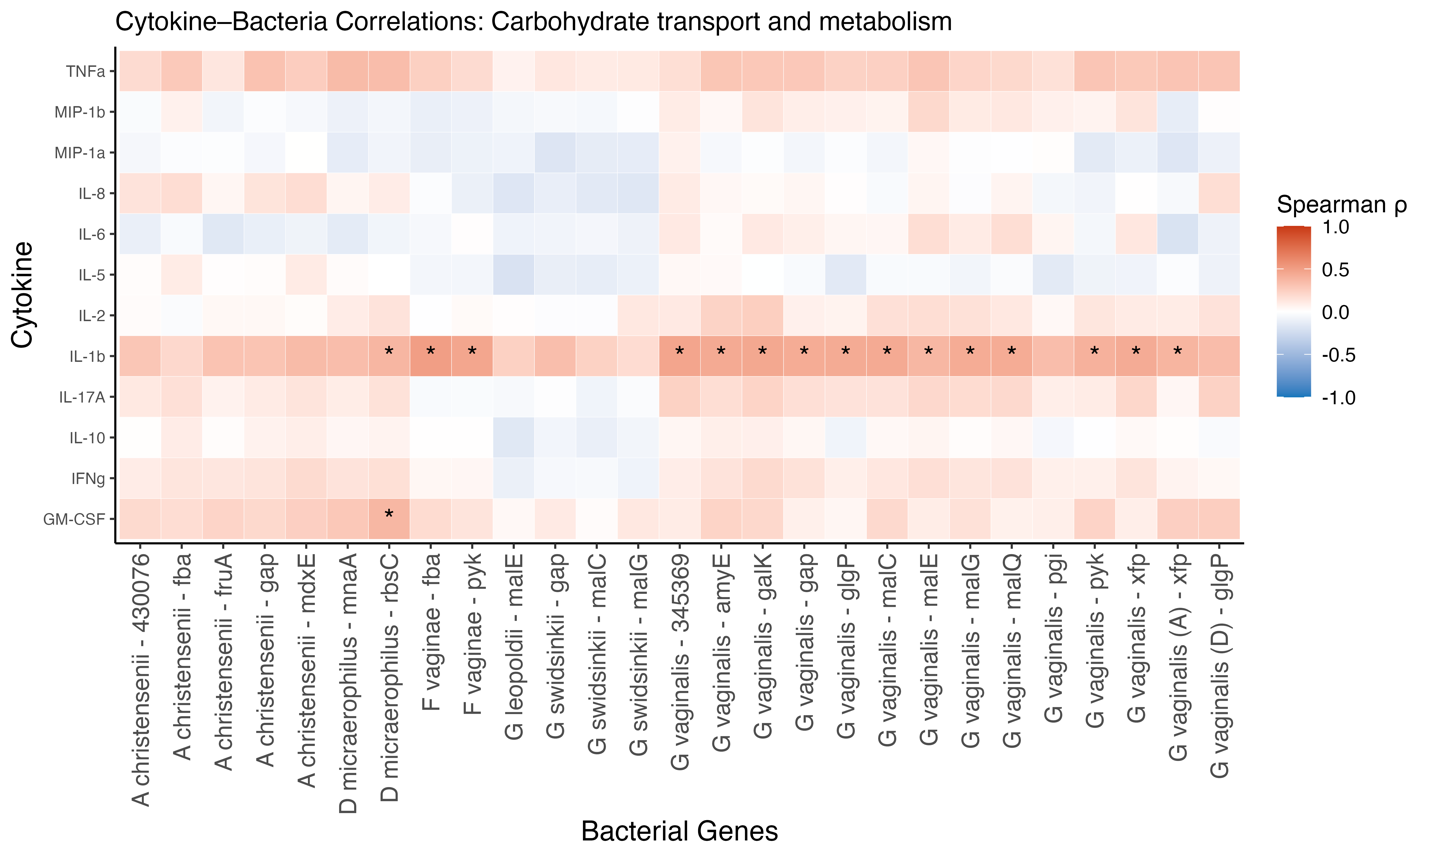 Cytokine–Bacteria Correlations: Carbohydrate transport and metabolism
Cytokine
TNFa
MIP-1b
MIP-1a
IL-8
IL-6
IL-5
IL-2
IL-1b
* * * * * * * * * * * * * * *
IL-17A
IL-10
IFNg
GM-CSF
*
A christensenii - 430076
A christensenii - fba
A christensenii - fruA
A christensenii - gap
A christensenii - mdxE
D micraerophilus - mnaA
D micraerophilus - rbsC
F vaginae - fba
F vaginae - pyk
G leopoldii - malE
G swidsinkii - gap
G swidsinkii - malC
G swidsinkii - malG
G vaginalis - 345369
G vaginalis - amyE
G vaginalis - galK
G vaginalis - gap
G vaginalis - glgP
G vaginalis - malC
G vaginalis - malE
G vaginalis - malG
G vaginalis - malQ
G vaginalis - pgi
G vaginalis - pyk
G vaginalis - xfp
G vaginalis (A) - xfp
G vaginalis (D) - glgP
Bacterial Genes
Spearman ρ
1.0
0.5
0.0
-0.5
-1.0